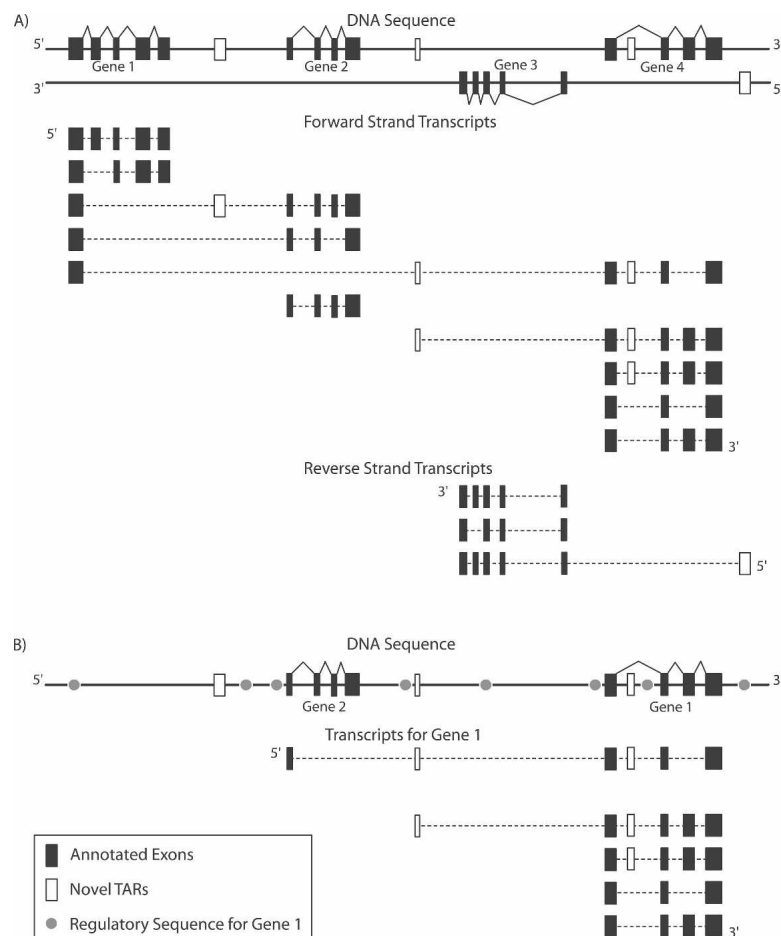 A)
DNA Sequence
5'
3
Gene 1
Gene 2
Gene 3
Gene 4
3'
5
Forward Strand Transcripts
5'
3'
Reverse Strand Transcripts
3'
5'
B)
DNA Sequence
5'
3
Gene 2
Gene 1
Transcripts for Gene 1
5'
Annotated Exons
Novel TARs
Regulatory Sequence for Gene 1
3'